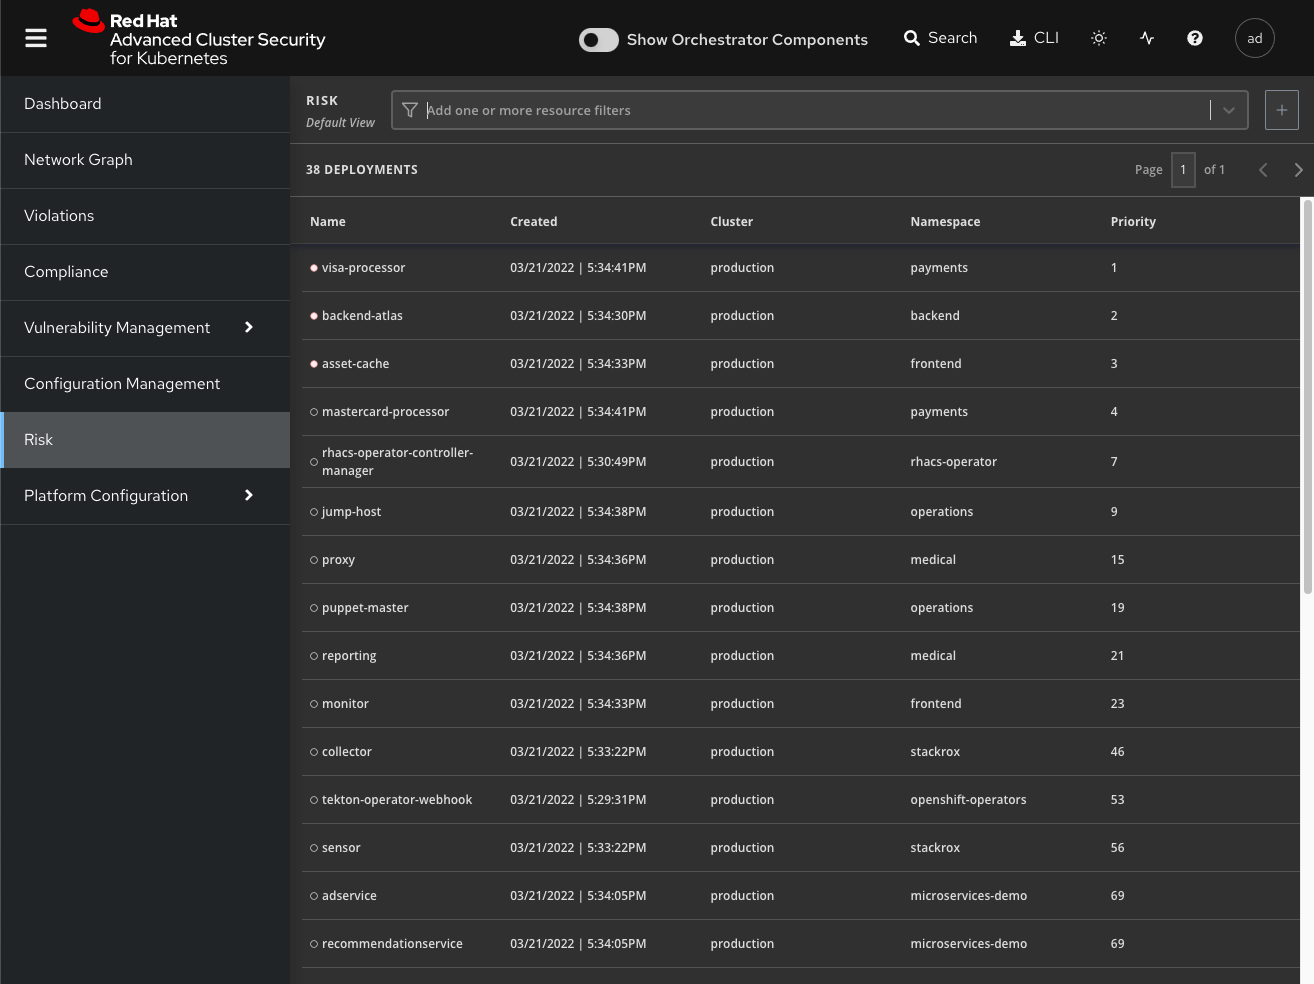 Red Hat
Advanced Cluster Security
for Kubernetes
Show Orchestrator Components
Search
CLI
ad
Dashboard
Network Graph
Violations
Compliance
Vulnerability Management
Configuration Management
Risk
Platform Configuration
RISK
Default View
Add one or more resource filters
+
38 DEPLOYMENTS
Page 1 of 1
Name Created Cluster Namespace Priority
visa-processor 03/21/2022 | 5:34:41PM production payments 1
backend-atlas 03/21/2022 | 5:34:30PM production backend 2
asset-cache 03/21/2022 | 5:34:33PM production frontend 3
mastercard-processor 03/21/2022 | 5:34:41PM production payments 4
rhacs-operator-controller-
manager 03/21/2022 | 5:30:49PM production rhacs-operator 7
jump-host 03/21/2022 | 5:34:38PM production operations 9
proxy 03/21/2022 | 5:34:36PM production medical 15
puppet-master 03/21/2022 | 5:34:38PM production operations 19
reporting 03/21/2022 | 5:34:36PM production medical 21
monitor 03/21/2022 | 5:34:33PM production frontend 23
collector 03/21/2022 | 5:33:22PM production stackrox 46
tekton-operator-webhook 03/21/2022 | 5:29:31PM production openshift-operators 53
sensor 03/21/2022 | 5:33:22PM production stackrox 56
adservice 03/21/2022 | 5:34:05PM production microservices-demo 69
recommendationservice 03/21/2022 | 5:34:05PM production microservices-demo 69